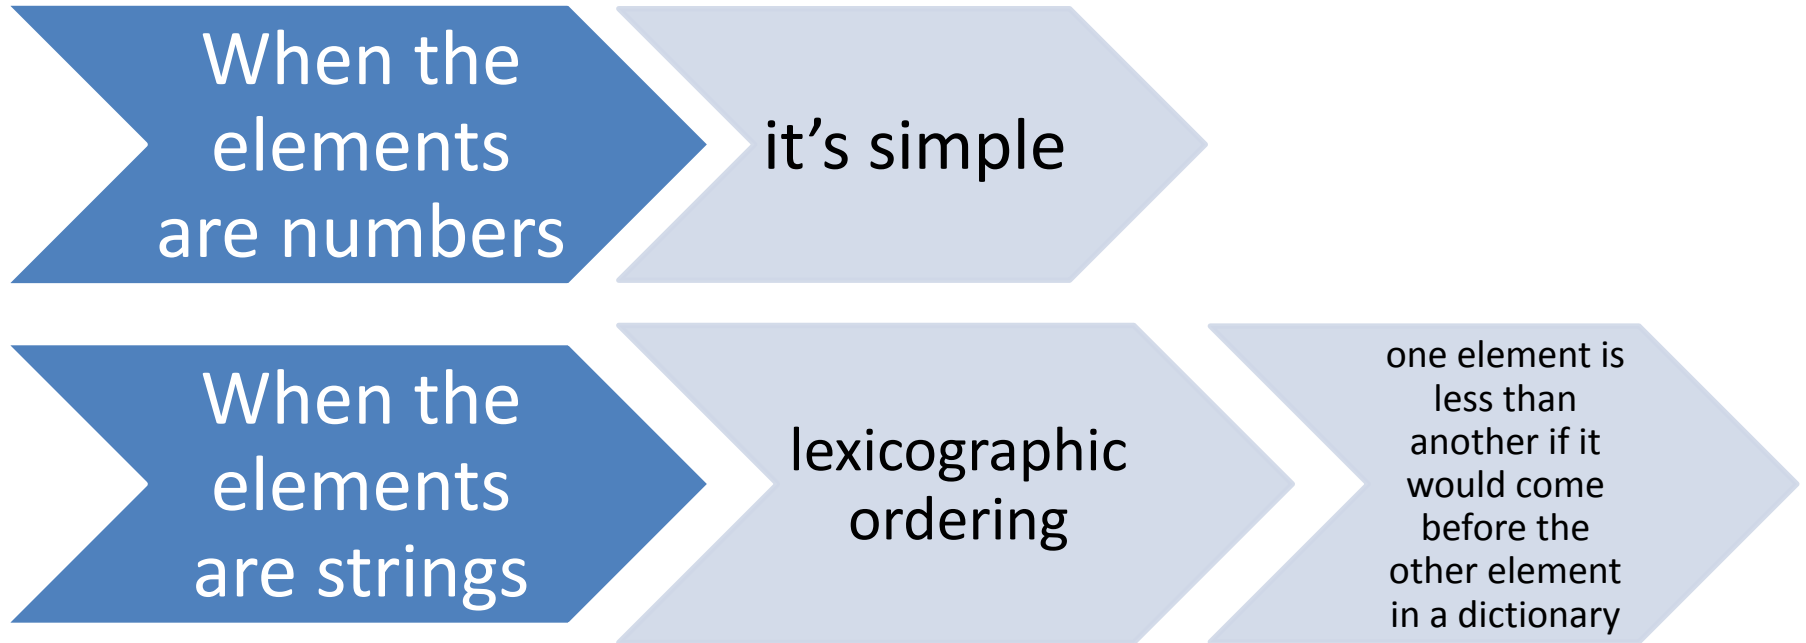 When the
elements
are numbers
it’s simple
When the
elements
are strings
lexicographic
ordering
one element is
less than
another if it
would come
before the
other element
in a dictionary